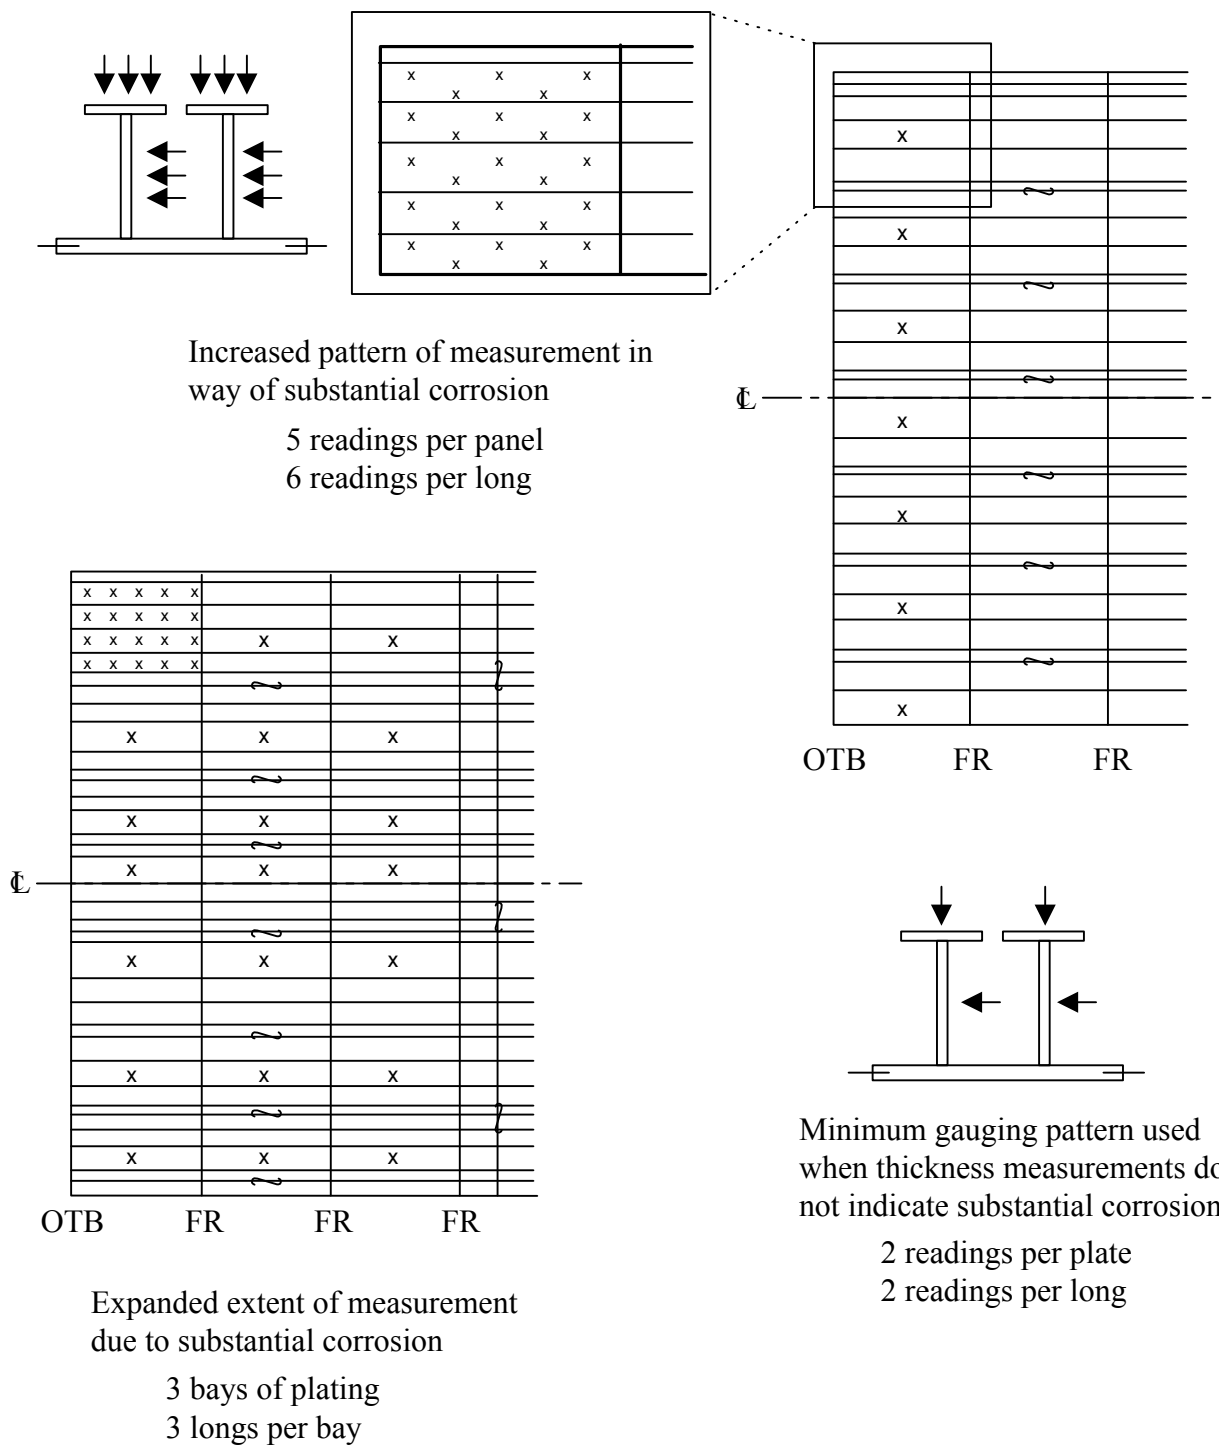 x x x
x x
x x x
x x
x x x
x x
x x x
x x
x x x
x x
Increased pattern of measurement in
way of substantial corrosion
5 readings per panel
6 readings per long
x
x
x
℄
x
x
x
x
OTB FR FR
x x x x x
x x x x x
x x x x x x x
x x x x x
x x x
x x x
x x x
℄
x x x
x x x
x x x
OTB FR FR FR
Expanded extent of measurement
due to substantial corrosion
3 bays of plating
3 longs per bay
Minimum gauging pattern used
when thickness measurements do
not indicate substantial corrosion
2 readings per plate
2 readings per long